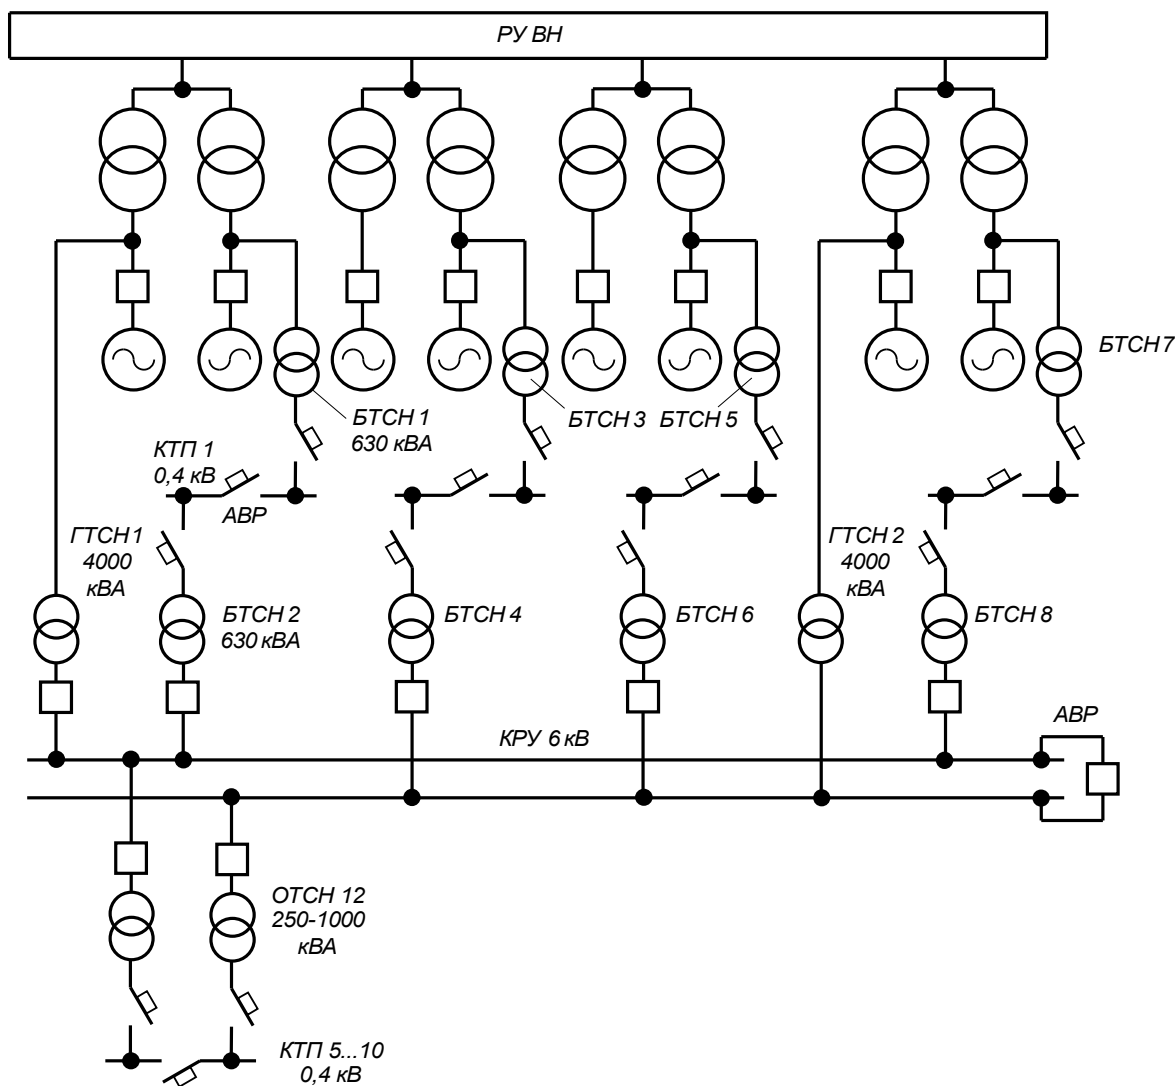 РУ ВН
БТСН 7
БТСН 1
630 кВА
БТСН 3
БТСН 5
КТП 1
0,4 кВ
АВР
ГТСН 1
4000
кВА
ГТСН 2
4000
кВА
БТСН 2
630 кВА
БТСН 4
БТСН 6
БТСН 8
АВР
КРУ 6 кВ
ОТСН 12
250-1000
кВА
КТП 5...10
0,4 кВ